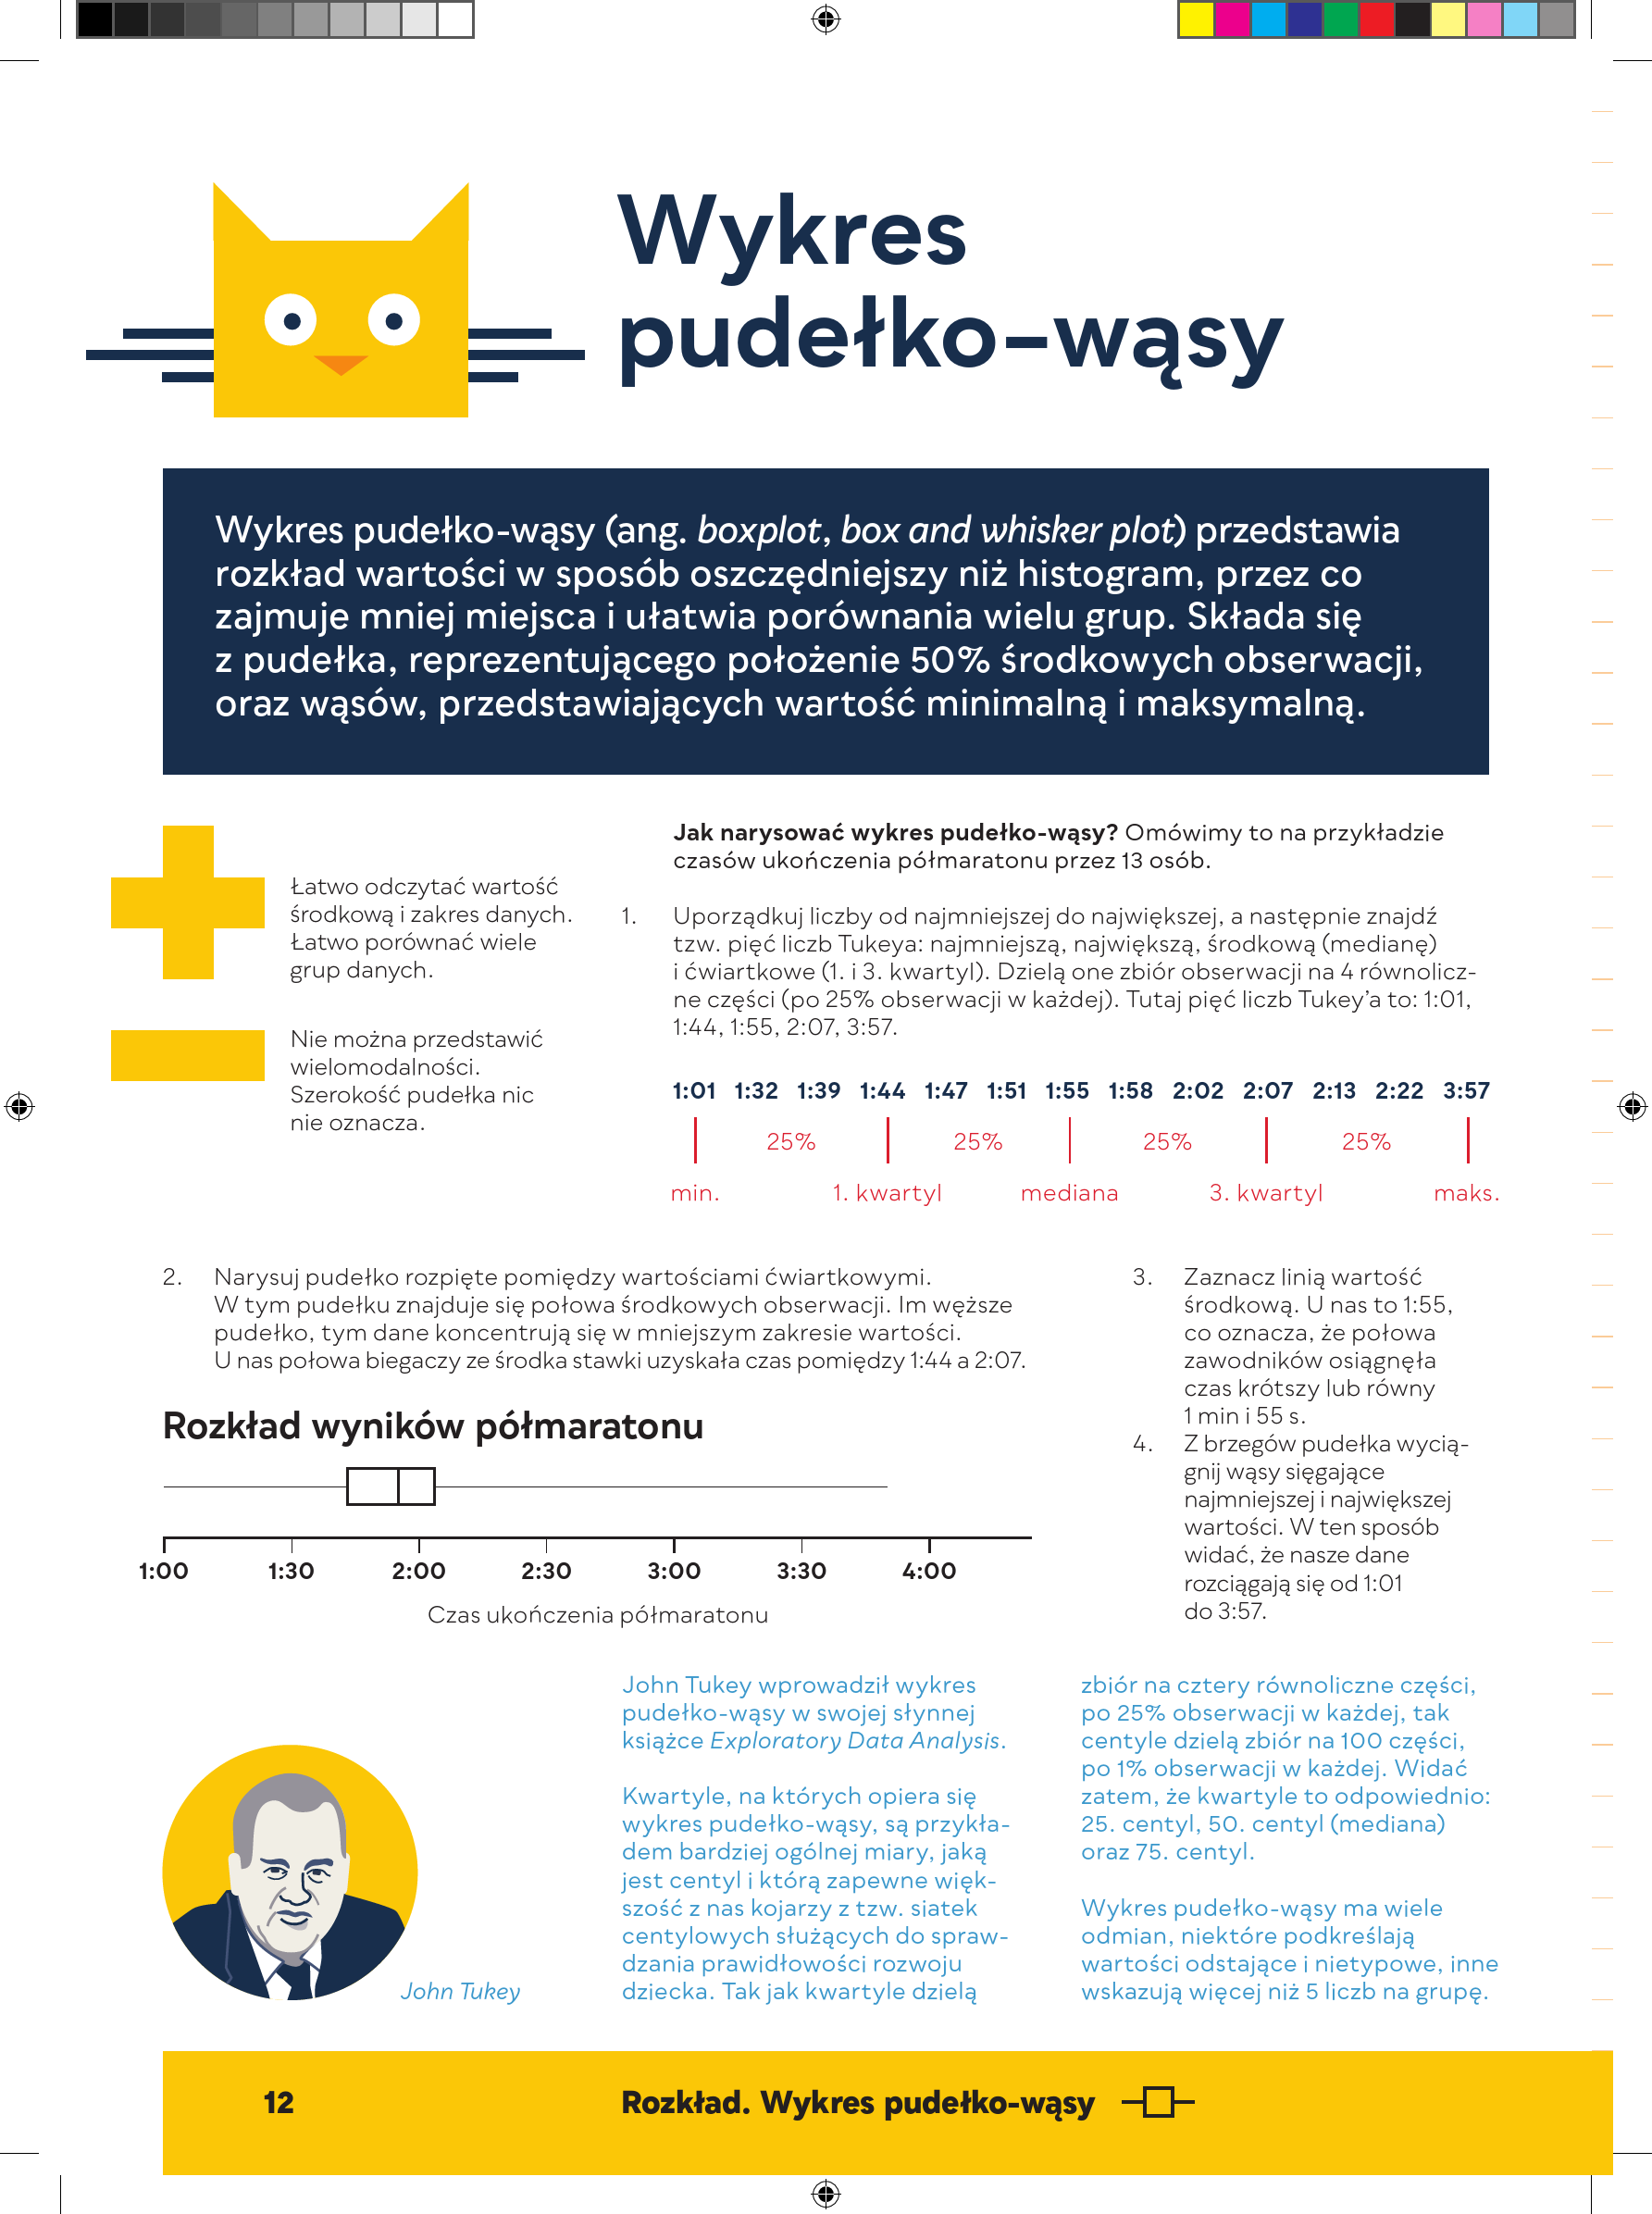 Wykres
pudełko-wąsy
Wykres pudełko-wąsy (ang. boxplot, box and whisker plot) przedstawia
rozkład wartości w sposób oszczędniejszy niż histogram, przez co
zajmuje mniej miejsca i ułatwia porównania wielu grup. Składa się
z pudełka, reprezentującego położenie 50% środkowych obserwacji,
oraz wąsów, przedstawiających wartość minimalną i maksymalną.
Łatwo odczytać wartość
środkową i zakres danych.
Łatwo porównać wiele
grup danych.
Nie można przedstawić
wielomodalności.
Szerokość pudełka nic
nie oznacza.
Jak narysować wykres pudełko-wąsy? Omówimy to na przykładzie
czasów ukończenia półmaratonu przez 13 osób.
1. Uporządkuj liczby od najmniejszej do największej, a następnie znajdź
tzw. pięć liczb Tukeya: najmniejszą, największą, środkową (medianę)
i ćwiartkowe (1. i 3. kwartyl). Dzielą one zbiór obserwacji na 4 równolicz-
ne części (po 25% obserwacji w każdej). Tutaj pięć liczb Tukey’a to: 1:01,
1:44, 1:55, 2:07, 3:57.
1:01 1:32 1:39 1:44 1:47 1:51 1:55 1:58 2:02 2:07 2:13 2:22 3:57
25% 25% 25% 25%
min. 1. kwartyl mediana 3. kwartyl maks.
2. Narysuj pudełko rozpięte pomiędzy wartościami ćwiartkowymi.
W tym pudełku znajduje się połowa środkowych obserwacji. Im węższe
pudełko, tym dane koncentrują się w mniejszym zakresie wartości.
U nas połowa biegaczy ze środka stawki uzyskała czas pomiędzy 1:44 a 2:07.
Rozkład wyników półmaratonu
1:00 1:30 2:00 2:30 3:00 3:30 4:00
Czas ukończenia półmaratonu
3. Zaznacz linią wartość
środkową. U nas to 1:55,
co oznacza, że połowa
zawodników osiągnęła
czas krótszy lub równy
1 min i 55 s.
4. Z brzegów pudełka wycią-
gnij wąsy sięgające
najmniejszej i największej
wartości. W ten sposób
widać, że nasze dane
rozciągają się od 1:01
do 3:57.
John Tukey
John Tukey wprowadził wykres
pudełko-wąsy w swojej słynnej
książce Exploratory Data Analysis.
Kwartyle, na których opiera się
wykres pudełko-wąsy, są przykła-
dem bardziej ogólnej miary, jaką
jest centyl i którą zapewne więk-
szość z nas kojarzy z tzw. siatek
centylowych służących do spraw-
dzania prawidłowości rozwoju
dziecka. Tak jak kwartyle dzielą
zbiór na cztery równoliczne części,
po 25% obserwacji w każdej, tak
centyle dzielą zbiór na 100 części,
po 1% obserwacji w każdej. Widać
zatem, że kwartyle to odpowiednio:
25. centyl, 50. centyl (mediana)
oraz 75. centyl.
Wykres pudełko-wąsy ma wiele
odmian, niektóre podkreślają
wartości odstające i nietypowe, inne
wskazują więcej niż 5 liczb na grupę.
12
Rozkład. Wykres pudełko-wąsy